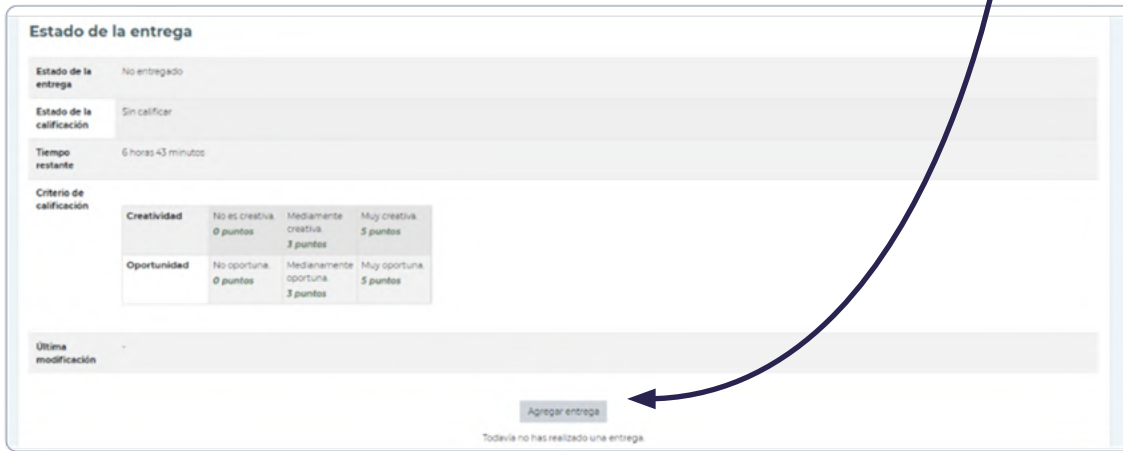 Estado de la entrega
Estado de la entrega No entregado
Estado de la calificación Sin calificar
Tiempo restante 6 horas 43 minutos
Criterio de calificación
Creatividad No es creativa. 0 puntos Mediamente creativa. 3 puntos Muy creativa. 5 puntos
Oportunidad No oportuna. 0 puntos Medianamente oportuna. 3 puntos Muy oportuna. 5 puntos
Última modificación -
Agregar entrega
Todavía no has realizado una entrega.